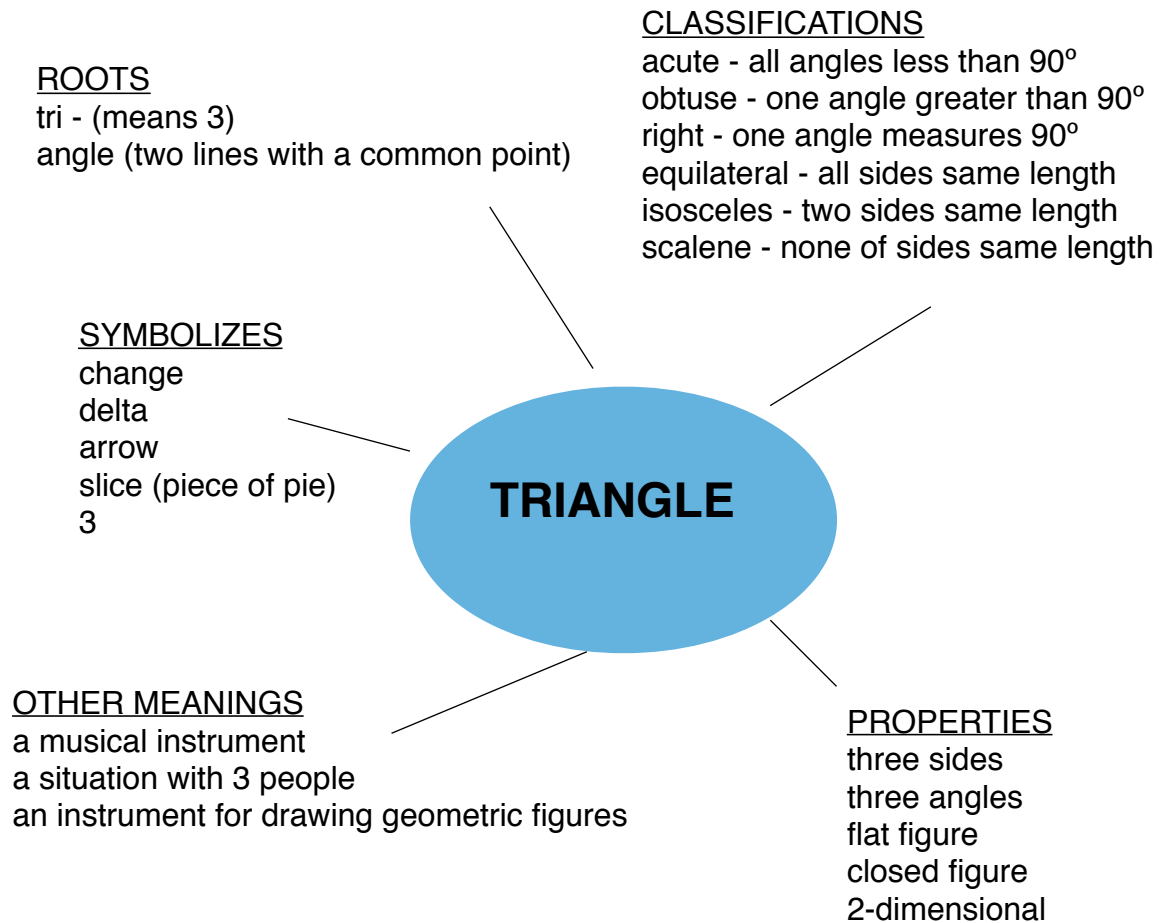 CLASSIFICATIONS
acute - all angles less than 90º
obtuse - one angle greater than 90º
right - one angle measures 90º
equilateral - all sides same length
isosceles - two sides same length
scalene - none of sides same length
ROOTS
tri - (means 3)
angle (two lines with a common point)
SYMBOLIZES
change
delta
arrow
slice (piece of pie)
3
TRIANGLE
OTHER MEANINGS
a musical instrument
a situation with 3 people
an instrument for drawing geometric figures
PROPERTIES
three sides
three angles
flat figure
closed figure
2-dimensional